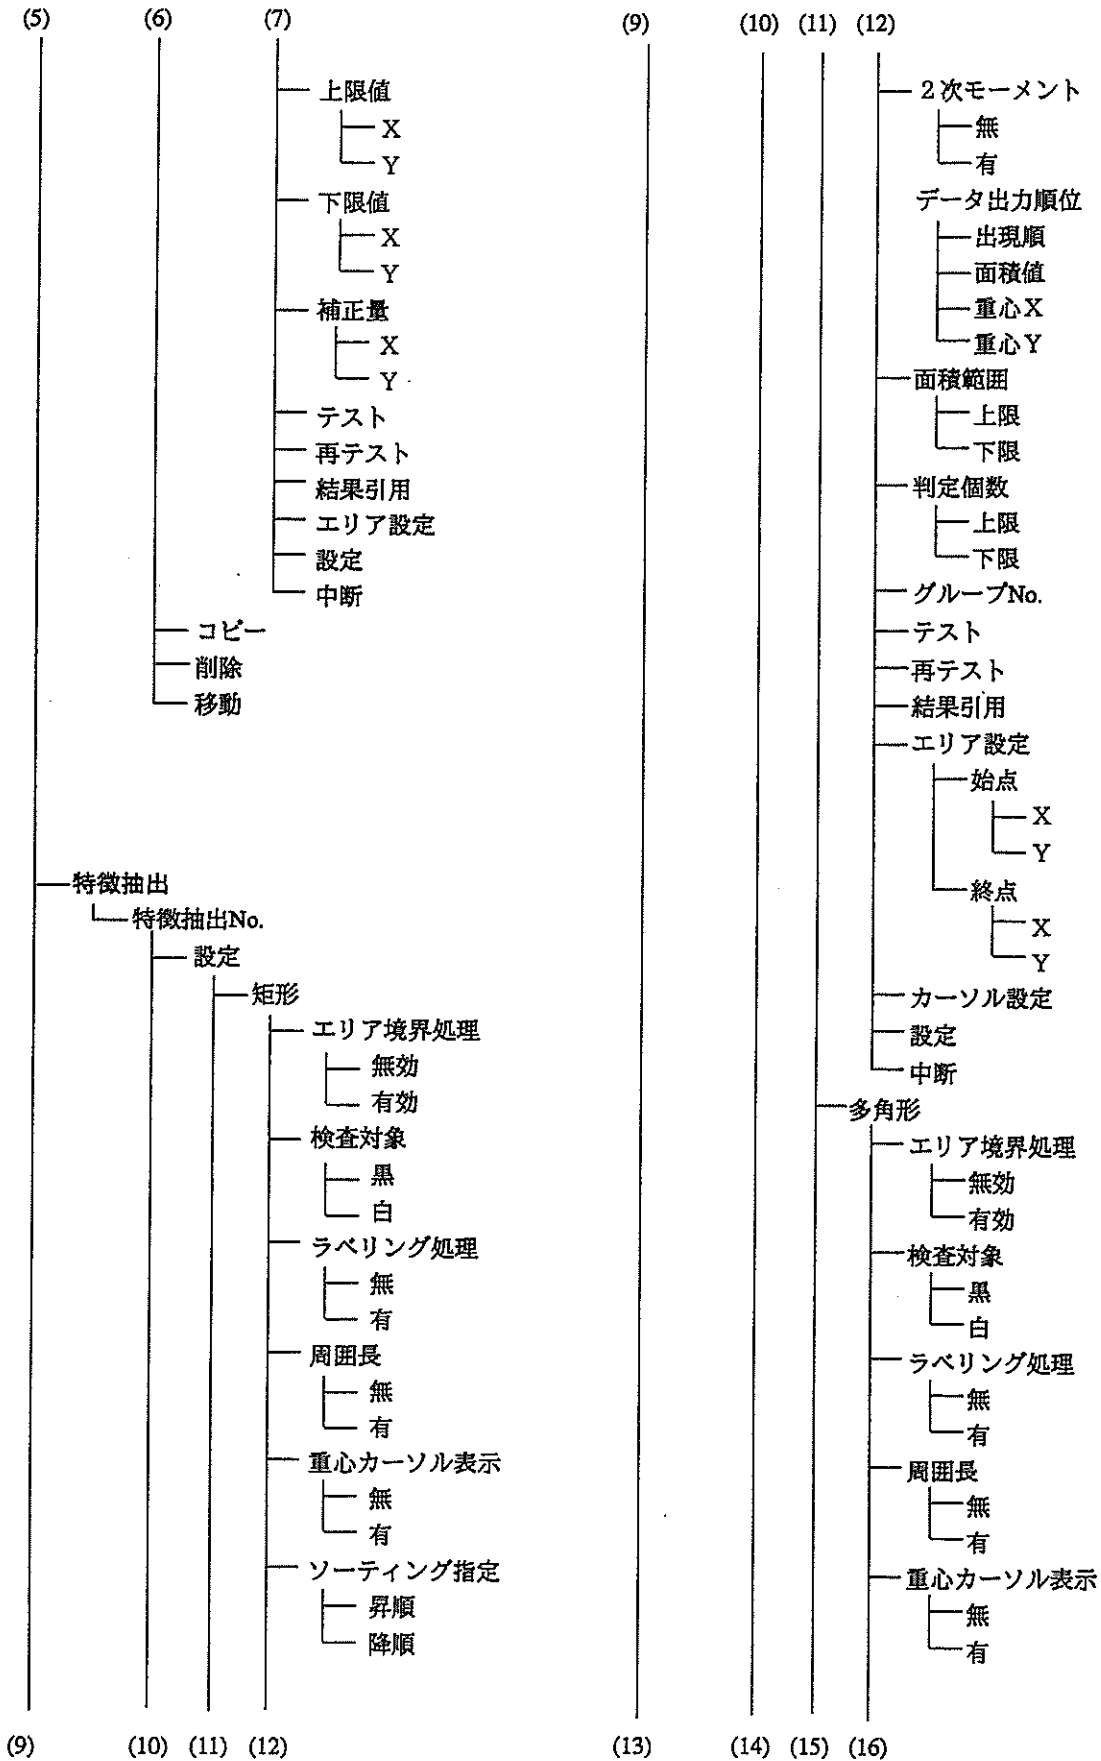 (5) (6) (7)
上限値
X
Y
下限値
X
Y
補正量
X
Y
テスト
再テスト
結果引用
エリア設定
設定
中断
コピー
削除
移動
特徴抽出
特徴抽出No.
設定
矩形
エリア境界処理
無効
有効
検査対象
黒
白
ラベリング処理
無
有
周囲長
無
有
重心カーソル表示
無
有
ソーティング指定
昇順
降順
(9) (10) (11) (12)
(9) (10) (11) (12)
2次モーメント
無
有
データ出力順位
出現順
面積値
重心X
重心Y
面積範囲
上限
下限
判定個数
上限
下限
グループNo.
テスト
再テスト
結果引用
エリア設定
始点
X
Y
終点
X
Y
カーソル設定
設定
中断
多角形
エリア境界処理
無効
有効
検査対象
黒
白
ラベリング処理
無
有
周囲長
無
有
重心カーソル表示
無
有
(13) (14) (15) (16)